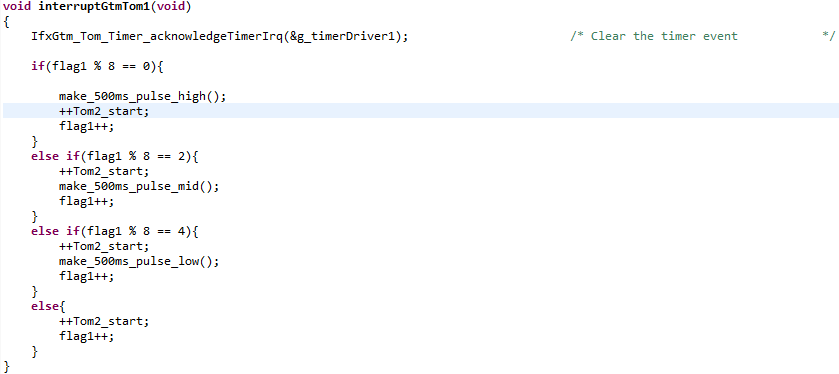 void interruptGtmTom1(void)
{
    IfxGtm_Tom_Timer_acknowledgeTimerIrq(&g_timerDriver1);                       /* Clear the timer event            */

    if(flag1 % 8 == 0){

        make_500ms_pulse_high();
        ++Tom2_start;
        flag1++;
    }
    else if(flag1 % 8 == 2){
        ++Tom2_start;
        make_500ms_pulse_mid();
        flag1++;
    }
    else if(flag1 % 8 == 4){
        ++Tom2_start;
        make_500ms_pulse_low();
        flag1++;
    }
    else{
        ++Tom2_start;
        flag1++;
    }
}